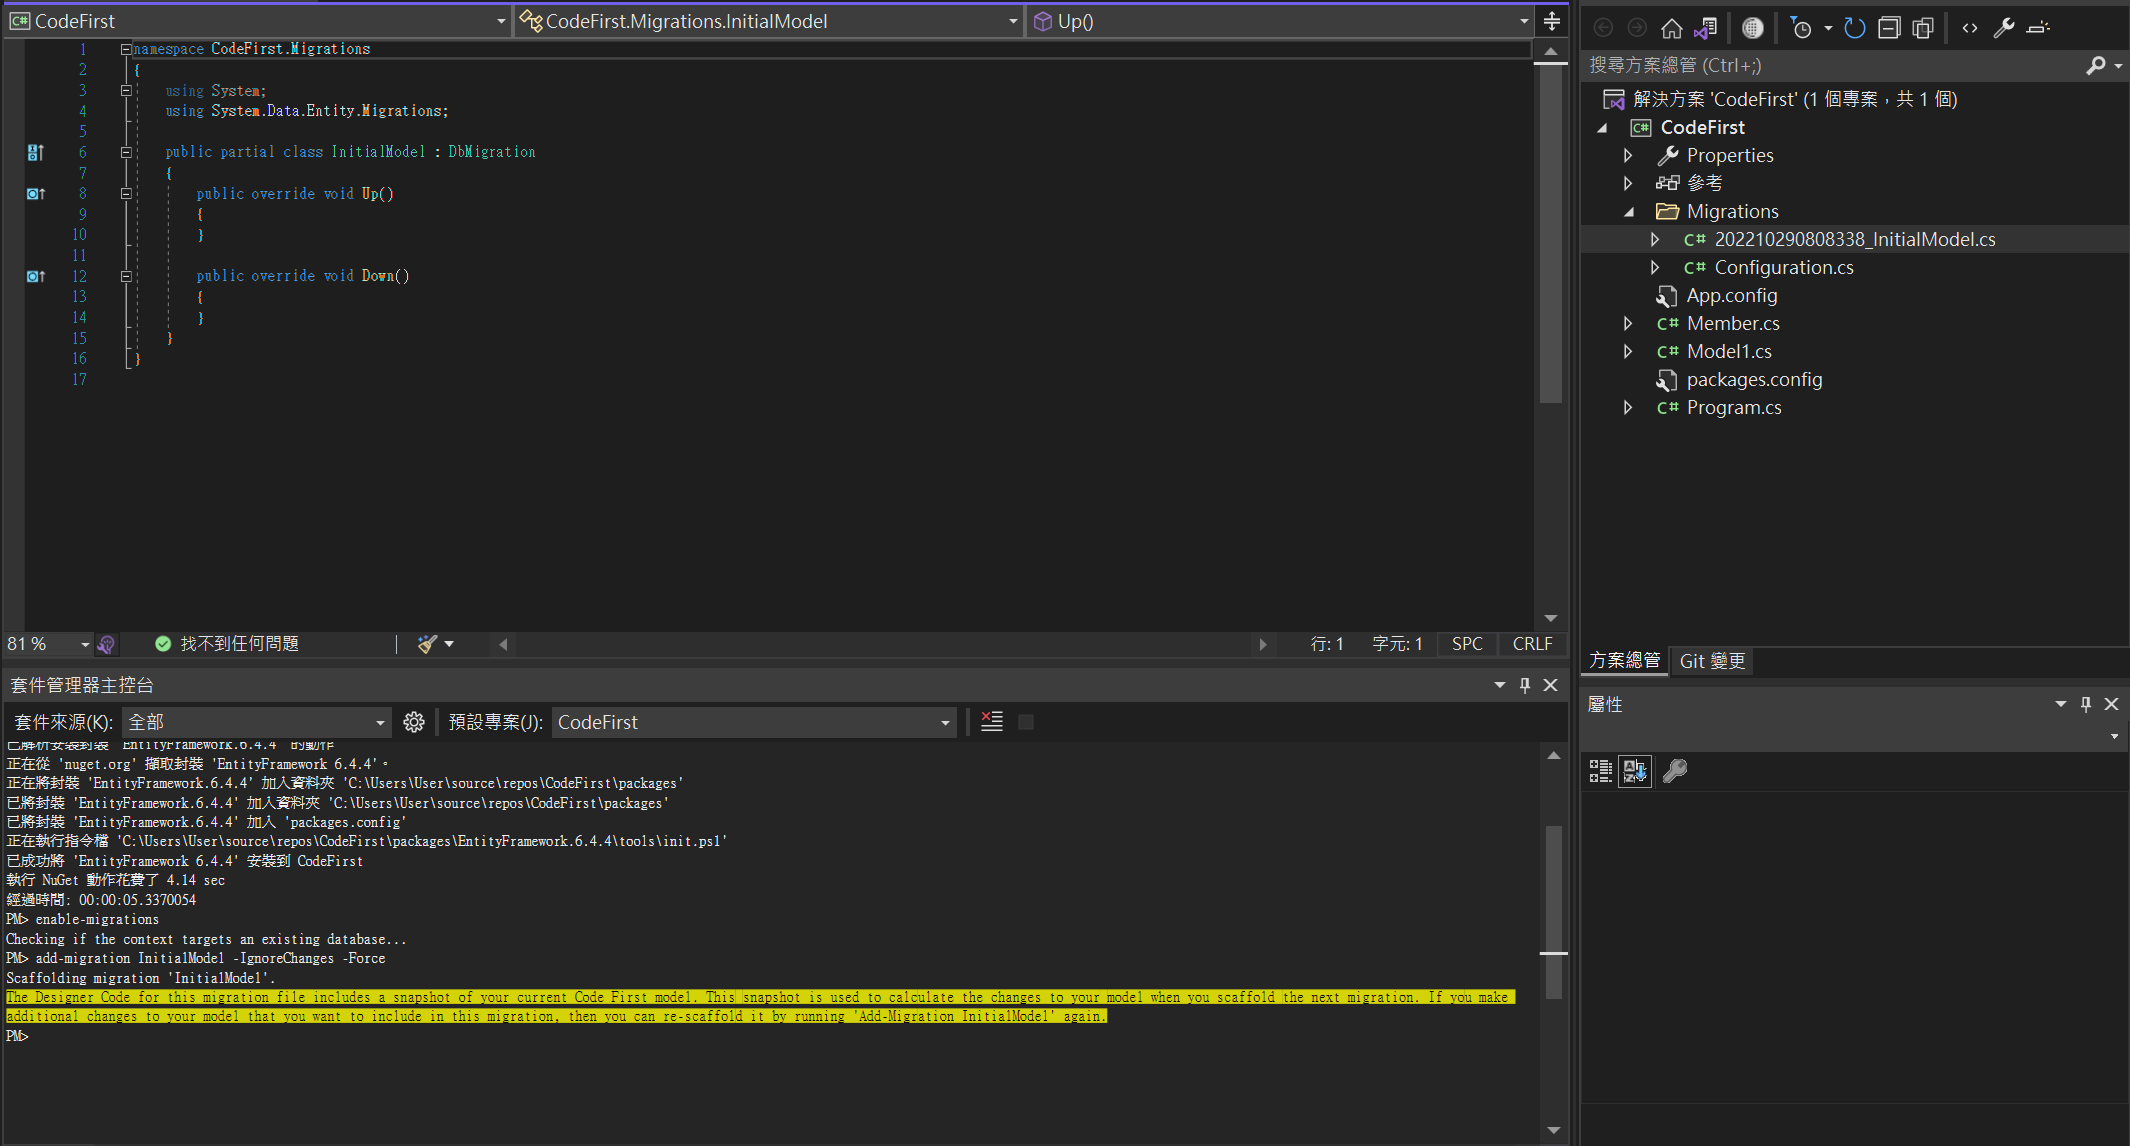 CodeFirst
CodeFirst.Migrations.InitialModel
Up()
1 namespace CodeFirst.Migrations
2 {
3 using System;
4 using System.Data.Entity.Migrations;
5
6 public partial class InitialModel : DbMigration
7 {
8 public override void Up()
9 {
10 }
11
12 public override void Down()
13 {
14 }
15 }
16 }
17
81 %
找不到任何問題
行: 1
字元: 1
SPC
CRLF
套件管理器主控台
套件來源(K): 全部
預設專案(J): CodeFirst
已解析安裝封裝 'EntityFramework.6.4.4' 的動作
正在從 'nuget.org' 擷取封裝 'EntityFramework 6.4.4'。
正在將封裝 'EntityFramework.6.4.4' 加入資料夾 'C:\Users\User\source\repos\CodeFirst\packages'
已將封裝 'EntityFramework.6.4.4' 加入資料夾 'C:\Users\User\source\repos\CodeFirst\packages'
已將封裝 'EntityFramework.6.4.4' 加入 'packages.config'
正在執行指令檔 'C:\Users\User\source\repos\CodeFirst\packages\EntityFramework.6.4.4\tools\init.ps1'
已成功將 'EntityFramework 6.4.4' 安裝到 CodeFirst
執行 NuGet 動作花費了 4.14 sec
經過時間: 00:00:05.3370054
PM> enable-migrations
Checking if the context targets an existing database...
PM> add-migration InitialModel -IgnoreChanges -Force
Scaffolding migration 'InitialModel'.
The Designer Code for this migration file includes a snapshot of your current Code First model. This snapshot is used to calculate the changes to your model when you scaffold the next migration. If you make
additional changes to your model that you want to include in this migration, then you can re-scaffold it by running 'Add-Migration InitialModel' again.
PM>
搜尋方案總管 (Ctrl+;)
解決方案 'CodeFirst' (1 個專案，共 1 個)
C# CodeFirst
Properties
參考
Migrations
C# 202210290808338_InitialModel.cs
C# Configuration.cs
App.config
C# Member.cs
C# Model1.cs
packages.config
C# Program.cs
方案總管
Git 變更
屬性